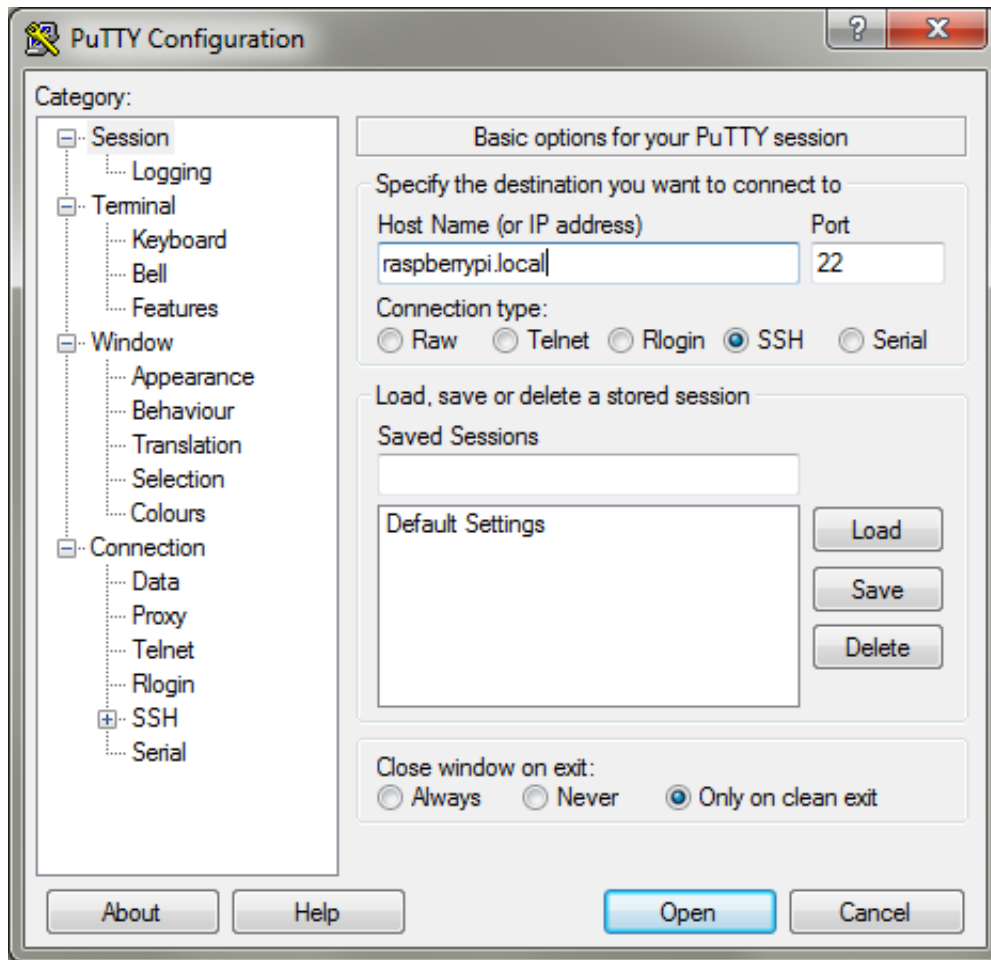 PuTTY Configuration
?
X
Category:
Session
Logging
Terminal
Keyboard
Bell
Features
Window
Appearance
Behaviour
Translation
Selection
Colours
Connection
Data
Proxy
Telnet
Rlogin
SSH
Serial
Basic options for your PuTTY session
Specify the destination you want to connect to
Host Name (or IP address) Port
raspberrypi.local 22
Connection type:
Raw Telnet Rlogin SSH Serial
Load, save or delete a stored session
Saved Sessions
Default Settings
Load
Save
Delete
Close window on exit:
Always Never Only on clean exit
About Help Open Cancel